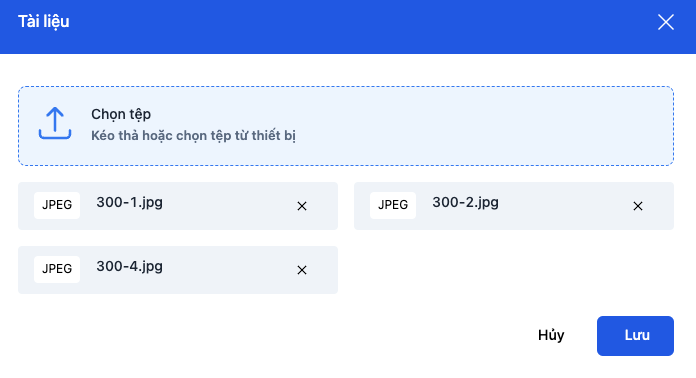 Tài liệu
Chọn tệp
Kéo thả hoặc chọn tệp từ thiết bị
JPEG 300-1.jpg
JPEG 300-2.jpg
JPEG 300-4.jpg
Hủy
Lưu